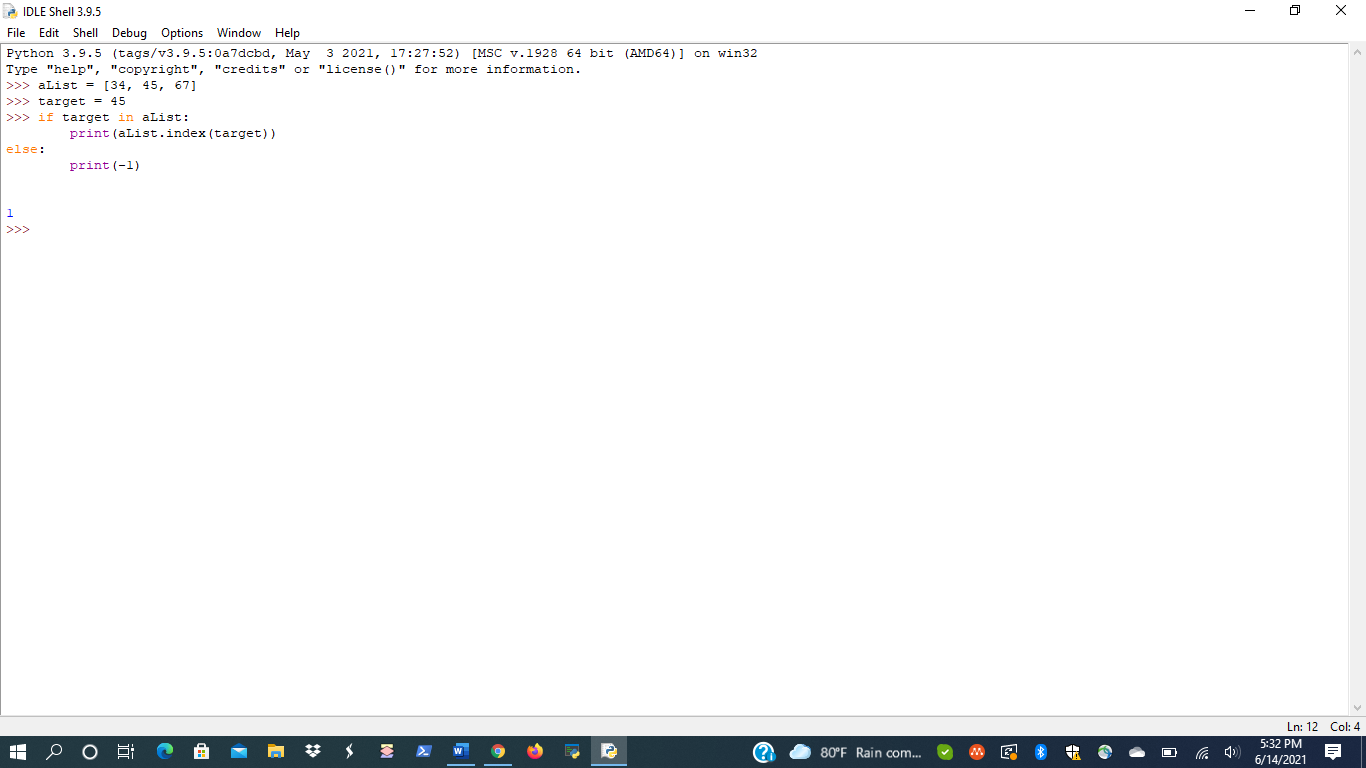 IDLE Shell 3.9.5
File Edit Shell Debug Options Window Help
Python 3.9.5 (tags/v3.9.5:0a7dcbd, May  3 2021, 17:27:52) [MSC v.1928 64 bit (AMD64)] on win32
Type "help", "copyright", "credits" or "license()" for more information.
>>> aList = [34, 45, 67]
>>> target = 45
>>> if target in aList:
        print(aList.index(target))
else:
        print(-1)
1
>>>
Ln: 12 Col: 4
80°F Rain com...
5:32 PM
6/14/2021